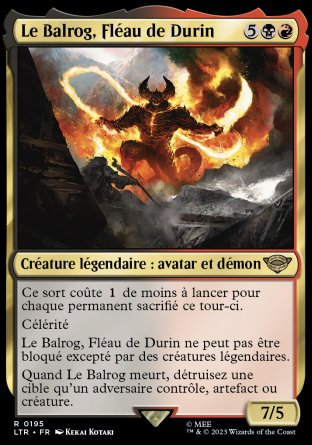 Le Balrog, Fléau de Durin 5
Créature légendaire : avatar et démon
Ce sort coûte 1 de moins à lancer pour
chaque permanent sacrifié ce tour-ci.
Célérité
Le Balrog, Fléau de Durin ne peut pas être
bloqué excepté par des créatures légendaires.
Quand Le Balrog meurt, détruisez une
cible qu'un adversaire contrôle, artefact ou
créature.
7/5
R 0195
LTR • FR Kekai Kotaki
© MEE
™ & © 2023 Wizards of the Coast